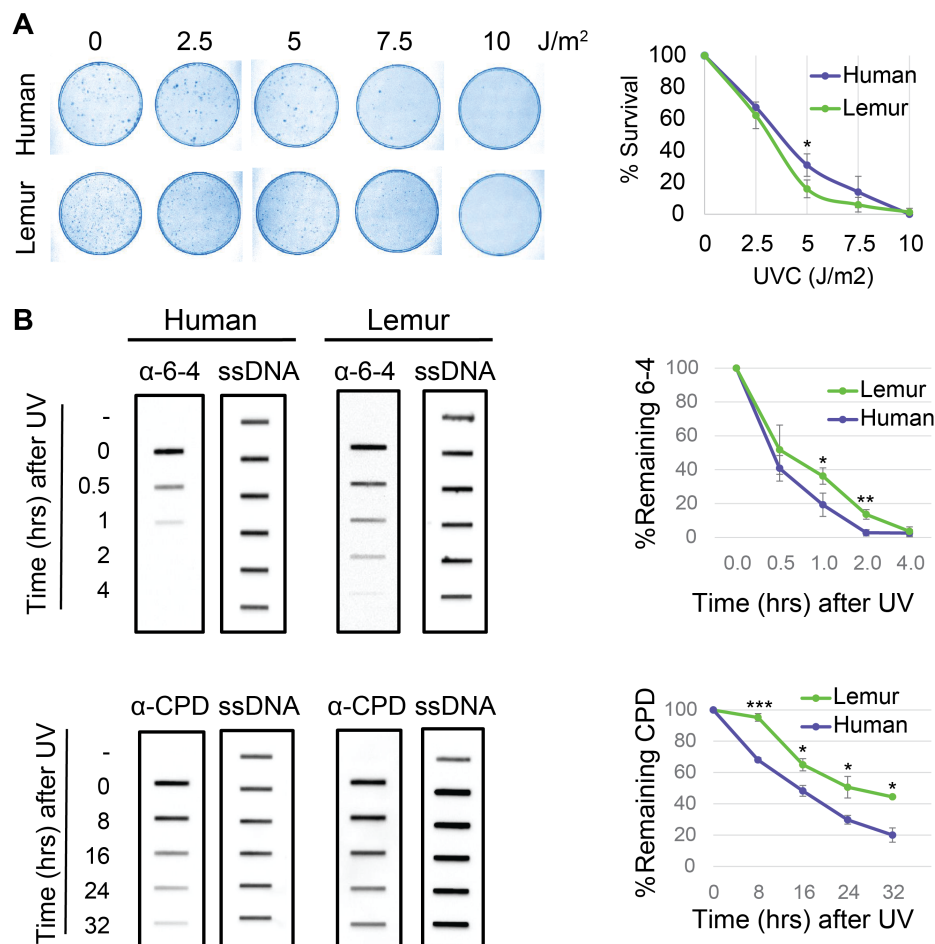 A
0 2.5 5 7.5 10 J/m²
Human
Lemur
% Survival
100
80
60
40
20
0
Human
Lemur
*
0 2.5 5 7.5 10
UVC (J/m2)
B
Human Lemur
α-6-4 ssDNA α-6-4 ssDNA
Time (hrs) after UV
-
0
0.5
1
2
4
%Remaining 6-4
100
80
60
40
20
0
Lemur
Human
*
**
0.0 0.5 1.0 2.0 4.0
Time (hrs) after UV
α-CPD ssDNA α-CPD ssDNA
Time (hrs) after UV
-
0
8
16
24
32
%Remaining CPD
100
80
60
40
20
0
Lemur
Human
***
*
*
*
0 8 16 24 32
Time (hrs) after UV